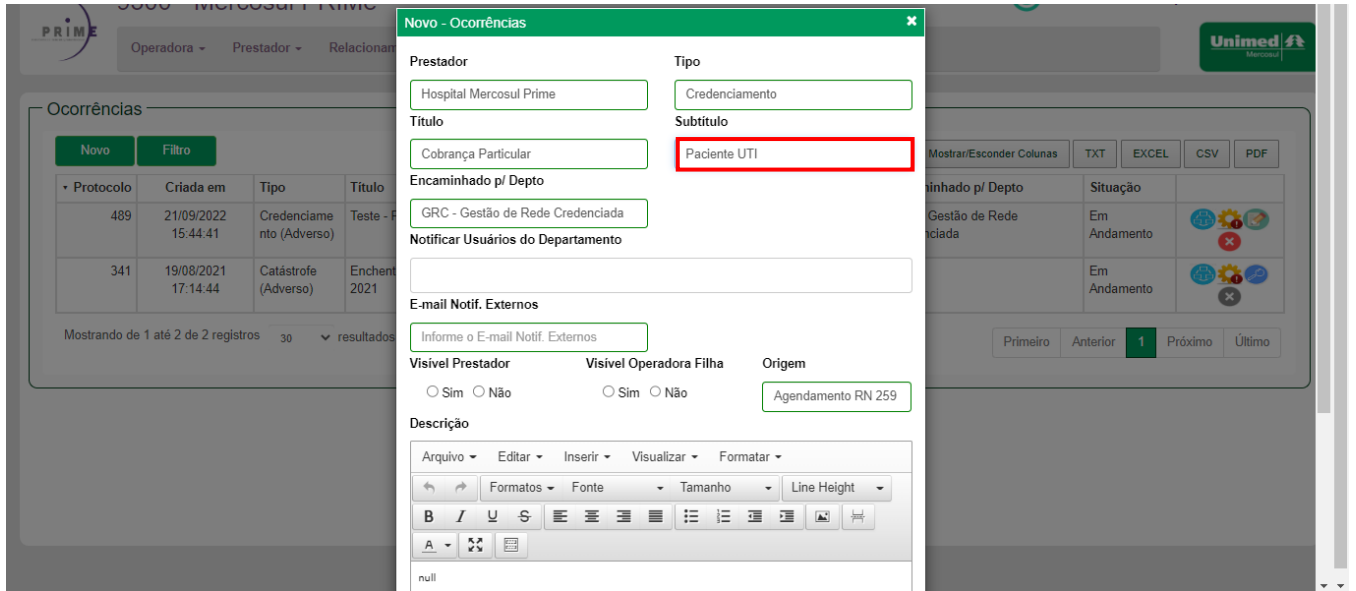 PRIME
Operadora Prestador
Unimed
Mercosul
Ocorrências
Novo Filtro
Mostrar/Esconder Colunas TXT EXCEL CSV PDF
Protocolo Criada em Tipo Título p/ Depto Situação
489 21/09/2022 15:44:41 Credenciame nto (Adverso) Teste - Gestão de Rede Em Andamento
341 19/08/2021 17:14:44 Catástrofe (Adverso) 2021 Em Andamento
Mostrando de 1 até 2 de 2 registros 30 resultados
Primeiro Anterior 1 Próximo Último
Novo - Ocorrências ×
Prestador Tipo
Hospital Mercosul Prime Credenciamento
Título Subtítulo
Cobrança Particular Paciente UTI
Encaminhado p/ Depto
GRC - Gestão de Rede Credenciada
Notificar Usuários do Departamento
E-mail Notif. Externos
Informe o E-mail Notif. Externos
Visível Prestador Visível Operadora Filha Origem
Sim Não Sim Não Agendamento RN 259
Descrição
Arquivo Editar Inserir Visualizar Formatar
Formatos Fonte Tamanho Line Height
B I U S
A
null